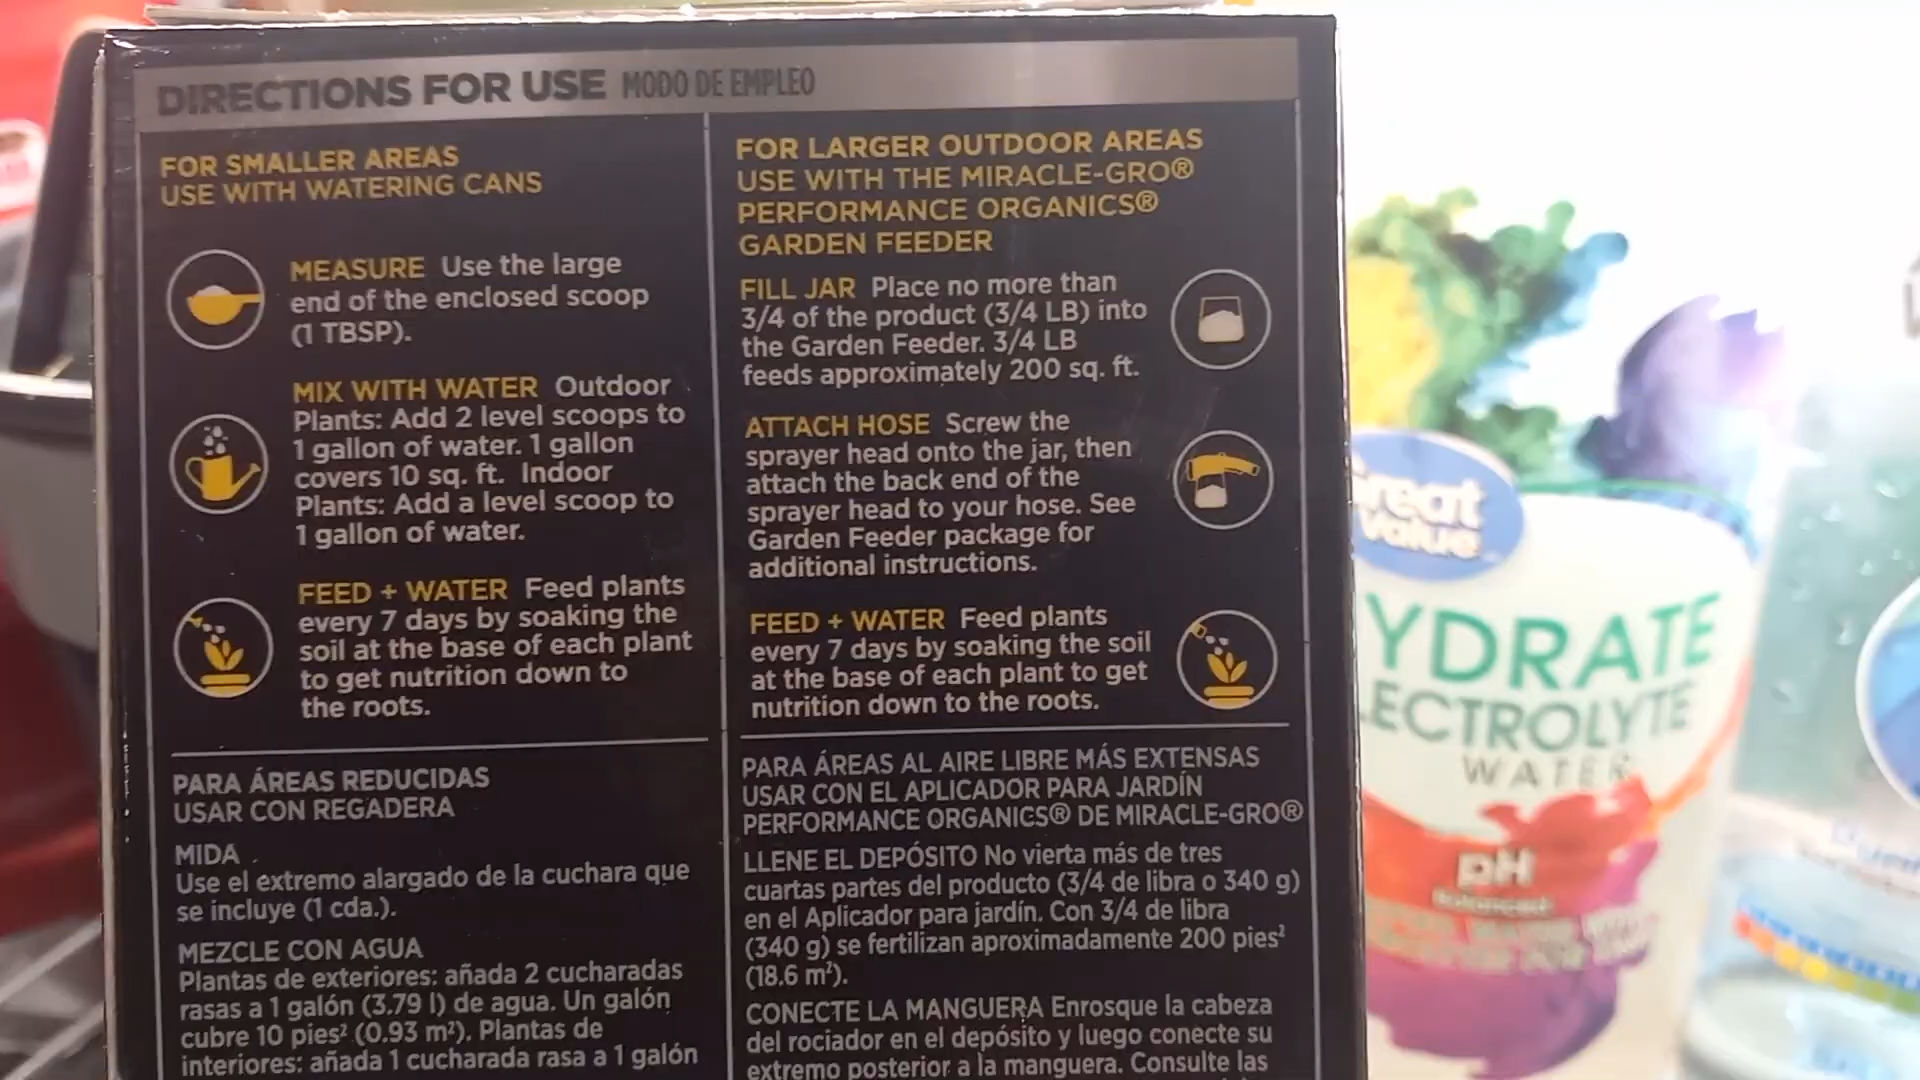 DIRECTIONS FOR USE MODO DE EMPLEO
FOR SMALLER AREAS
USE WITH WATERING CANS
MEASURE Use the large
end of the enclosed scoop
(1 TBSP).
MIX WITH WATER Outdoor
Plants: Add 2 level scoops to
1 gallon of water. 1 gallon
covers 10 sq. ft. Indoor
Plants: Add a level scoop to
1 gallon of water.
FEED + WATER Feed plants
every 7 days by soaking the
soil at the base of each plant
to get nutrition down to
the roots.
PARA ÁREAS REDUCIDAS
USAR CON REGADERA
MIDA
Use el extremo alargado de la cuchara que
se incluye (1 cda.).
MEZCLE CON AGUA
Plantas de exteriores: añada 2 cucharadas
rasas a 1 galón (3.79 l) de agua. Un galón
cubre 10 pies² (0.93 m²). Plantas de
interiores: añada 1 cucharada rasa a 1 galón
FOR LARGER OUTDOOR AREAS
USE WITH THE MIRACLE-GRO®
PERFORMANCE ORGANICS®
GARDEN FEEDER
FILL JAR Place no more than
3/4 of the product (3/4 LB) into
the Garden Feeder. 3/4 LB
feeds approximately 200 sq. ft.
ATTACH HOSE Screw the
sprayer head onto the jar, then
attach the back end of the
sprayer head to your hose. See
Garden Feeder package for
additional instructions.
FEED + WATER Feed plants
every 7 days by soaking the soil
at the base of each plant to get
nutrition down to the roots.
PARA ÁREAS AL AIRE LIBRE MÁS EXTENSAS
USAR CON EL APLICADOR PARA JARDÍN
PERFORMANCE ORGANICS® DE MIRACLE-GRO®
LLENE EL DEPÓSITO No vierta más de tres
cuartas partes del producto (3/4 de libra o 340 g)
en el Aplicador para jardín. Con 3/4 de libra
(340 g) se fertilizan aproximadamente 200 pies²
(18.6 m²).
CONECTE LA MANGUERA Enrosque la cabeza
del rociador en el depósito y luego conecte su
extremo posterior a la manguera. Consulte las
Great
Value
YDRATE
ECTROLYTE
WATER
pH